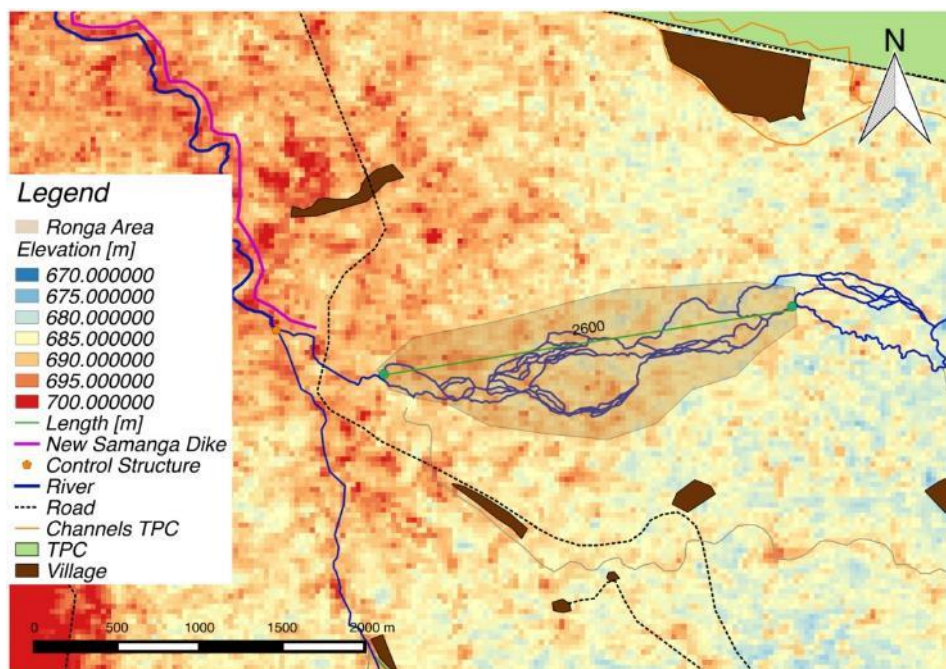 N
Legend
Ronga Area
Elevation [m]
670.000000
675.000000
680.000000
685.000000
690.000000
695.000000
700.000000
Length [m]
New Samanga Dike
Control Structure
River
Road
Channels TPC
TPC
Village
2600
0 500 1000 1500 2000 m